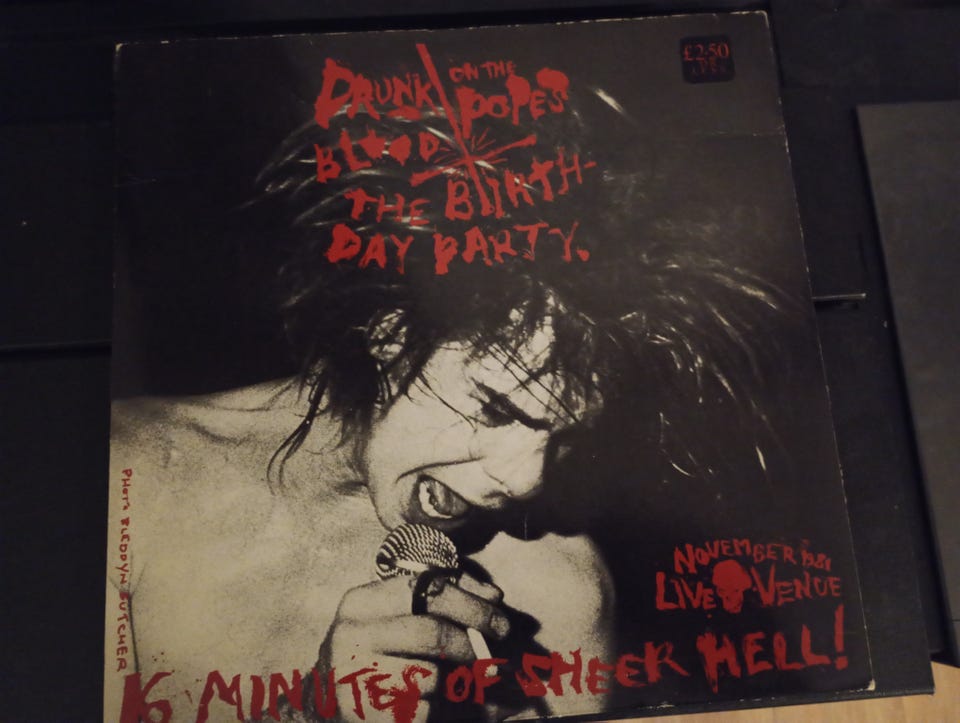 £2·50
DRUNK ON THE
POPES
BLOOD
THE BIRTH-
DAY PARTY.
PHOTO BLEDDYN BUTCHER
NOVEMBER 1981
LIVE VENUE
16 MINUTES OF SHEER HELL!